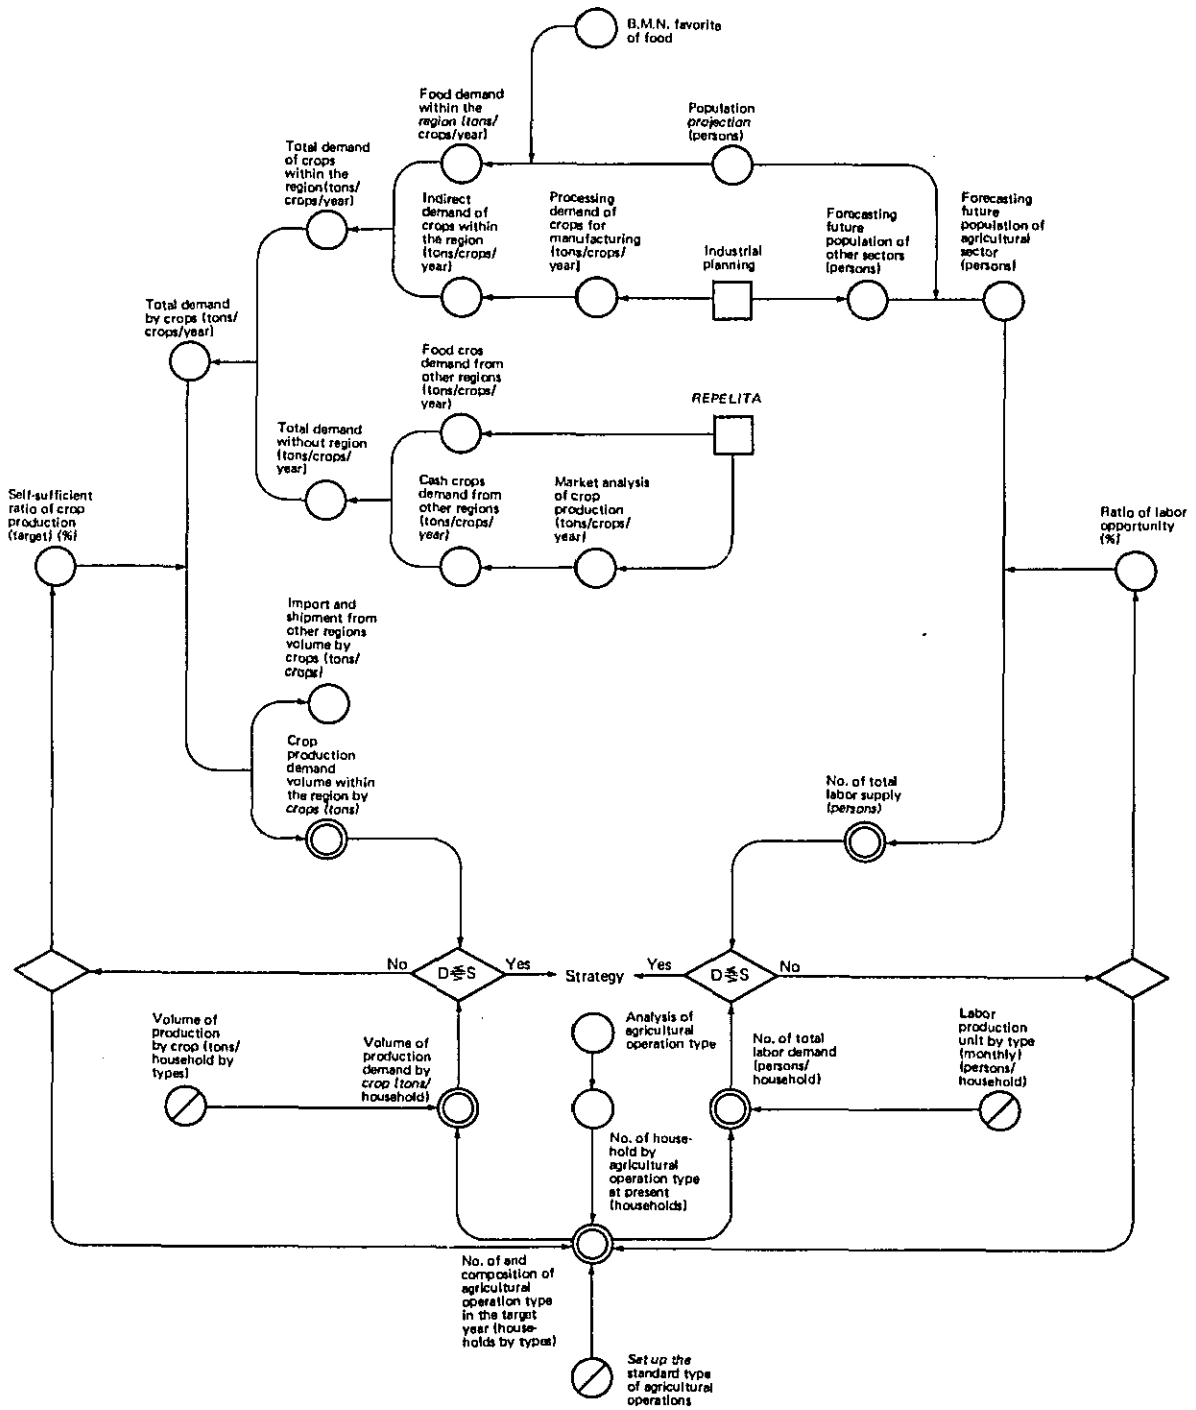 B.M.N. favorite
of food
Food demand
within the
region (tons/
crops/year)
Population
projection
(persons)
Total demand
of crops
within the
region(tons/
crops/year)
Indirect
demand of
crops within
the region
(tons/crops/
year)
Processing
demand of
crops for
manufacturing
(tons/crops/
year)
Industrial
planning
Forecasting
future
population of
other sectors
(persons)
Forecasting
future
population of
agricultural
sector
(persons)
Total demand
by crops (tons/
crops/year)
Food cros
demand from
other regions
(tons/crops/
year)
REPELITA
Total demand
without region
(tons/crops/
year)
Cash crops
demand from
other regions
(tons/crops/
year)
Market analysis
of crop
production
(tons/crops/
year)
Self-sufficient
ratio of crop
production
(target) (%)
Ratio of labor
opportunity
(%)
Import and
shipment from
other regions
volume by
crops (tons/
crops)
Crop
production
demand
volume within
the region by
crops (tons)
No. of total
labor supply
(persons)
No
D≶S
Yes
Strategy
Yes
D≶S
No
Volume of
production
by crop (tons/
household by
types)
Volume of
production
demand by
crop (tons/
household)
Analysis of
agricultural
operation type
No. of total
labor demand
(persons/
household)
Labor
production
unit by type
(monthly)
(persons/
household)
No. of house-
hold by
agricultural
operation type
at present
(households)
No. of and
composition of
agricultural
operation type
in the target
year (house-
holds by types)
Set up the
standard type
of agricultural
operations